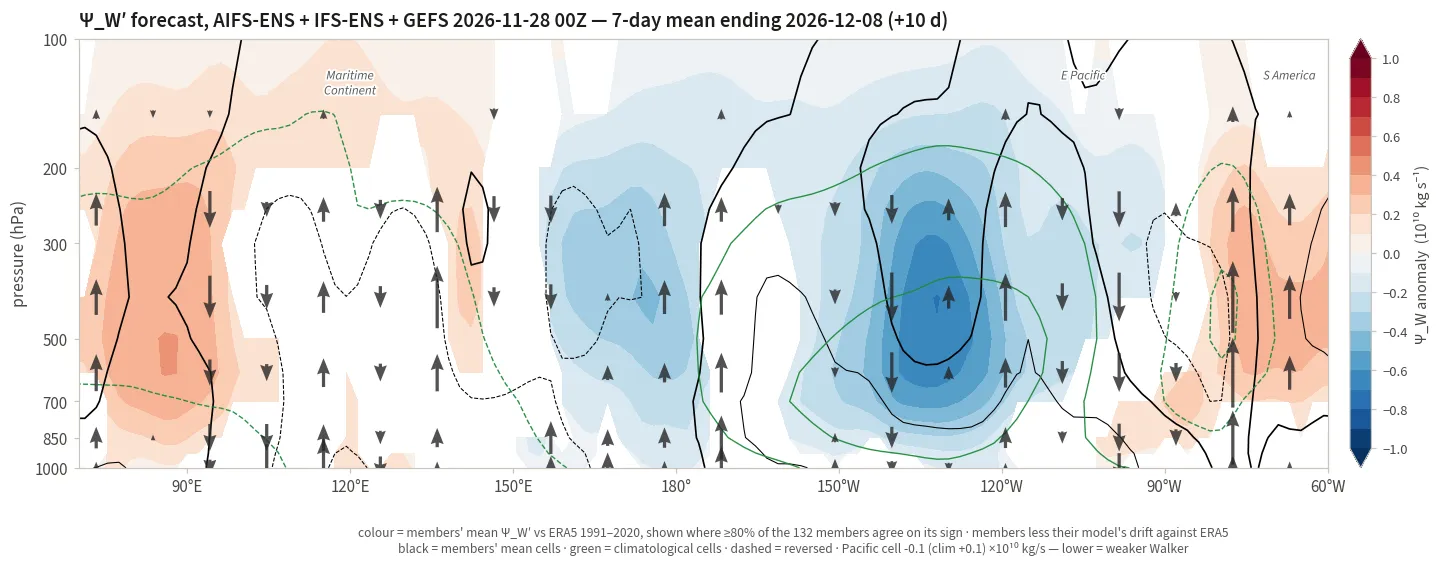 Ψ_W′ forecast, AIFS-ENS + IFS-ENS + GEFS 2026-11-28 00Z — 7-day mean ending 2026-12-08 (+10 d)
Maritime
Continent
E Pacific
S America
pressure (hPa)
100
200
300
400
500
700
850
1000
90°E
120°E
150°E
180°
150°W
120°W
90°W
60°W
1.0
0.8
0.6
0.4
0.2
0.0
−0.2
−0.4
−0.6
−0.8
−1.0
Ψ_W anomaly (10¹⁰ kg s⁻¹)
colour = members' mean Ψ_W′ vs ERA5 1991–2020, shown where ≥80% of the 132 members agree on its sign · members less their model's drift against ERA5
black = members' mean cells · green = climatological cells · dashed = reversed · Pacific cell -0.1 (clim +0.1) ×10¹⁰ kg/s — lower = weaker Walker